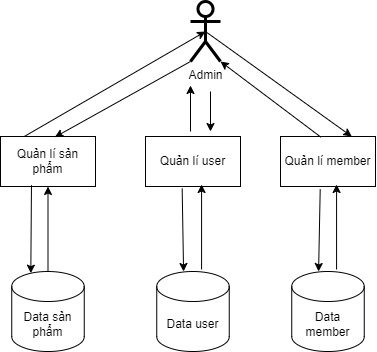 Admin
Quản lí sản
phẩm
Quản lí user
Quản lí member
Data sản
phẩm
Data user
Data
member